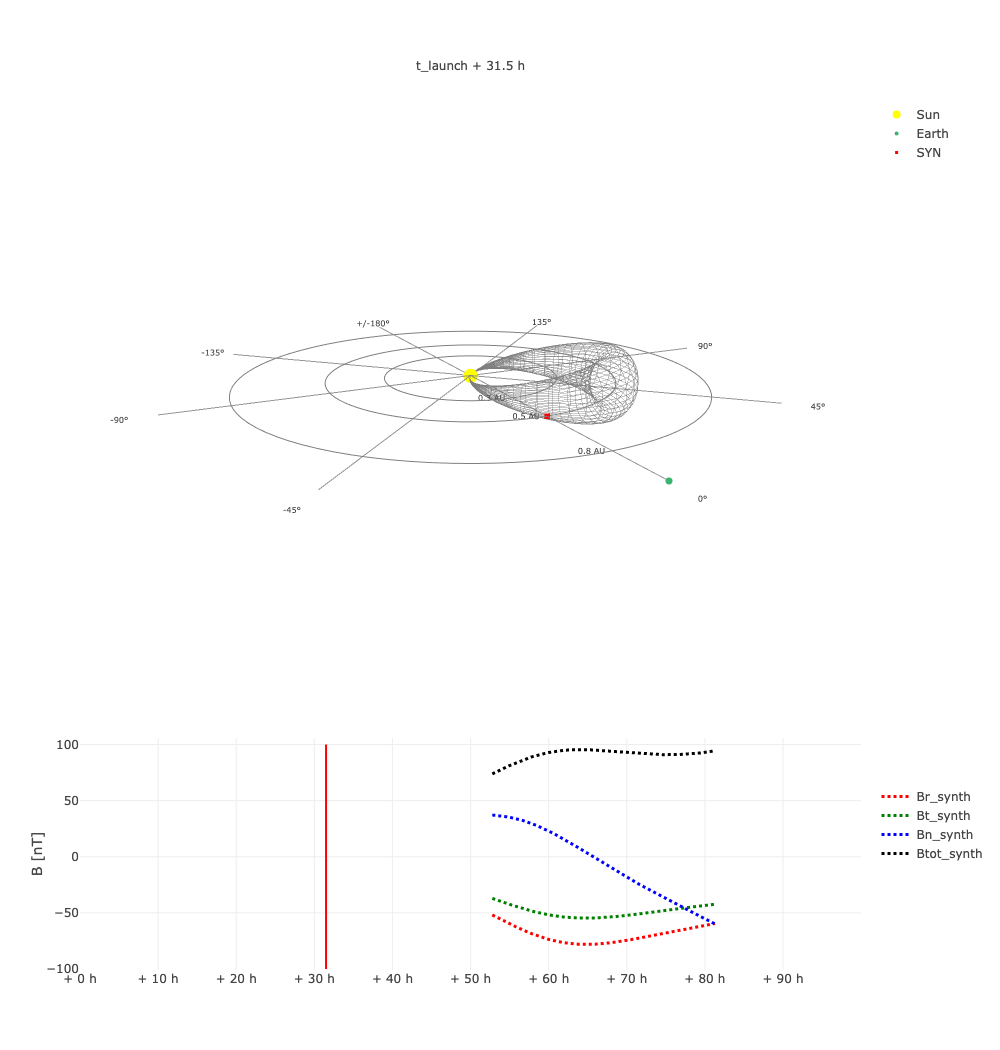 t_launch + 31.5 h
Sun
Earth
SYN
+/-180°
135°
-135°
90°
0.3 AU
45°
-90°
0.5 AU
0.8 AU
0°
-45°
100
50
0
−50
−100
B [nT]
+ 0 h
+ 10 h
+ 20 h
+ 30 h
+ 40 h
+ 50 h
+ 60 h
+ 70 h
+ 80 h
+ 90 h
Br_synth
Bt_synth
Bn_synth
Btot_synth